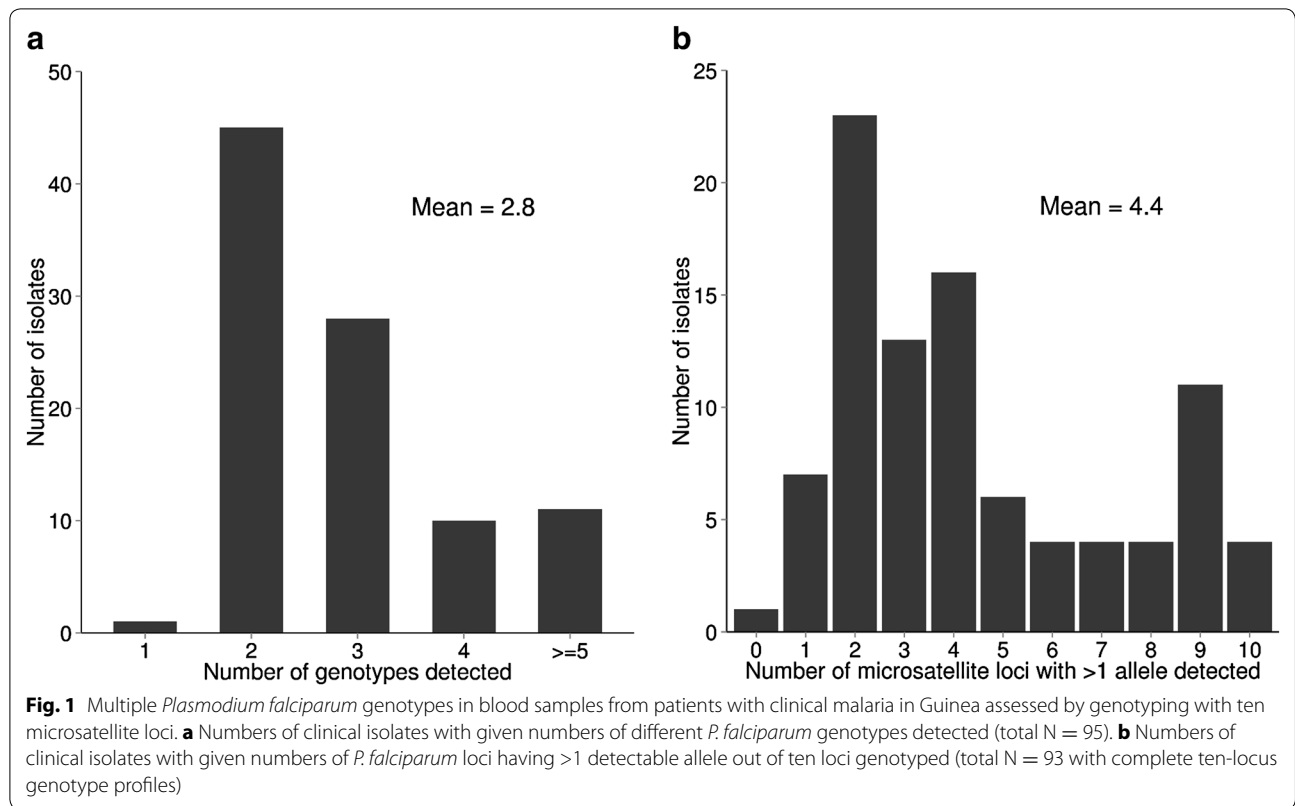 a
50
40
30
20
10
0
Number of isolates
Mean = 2.8
1 2 3 4 >=5
Number of genotypes detected
b
25
20
15
10
5
0
Number of isolates
Mean = 4.4
0 1 2 3 4 5 6 7 8 9 10
Number of microsatellite loci with >1 allele detected
Fig. 1 Multiple Plasmodium falciparum genotypes in blood samples from patients with clinical malaria in Guinea assessed by genotyping with ten
microsatellite loci. a Numbers of clinical isolates with given numbers of different P. falciparum genotypes detected (total N = 95). b Numbers of
clinical isolates with given numbers of P. falciparum loci having >1 detectable allele out of ten loci genotyped (total N = 93 with complete ten-locus
genotype profiles)